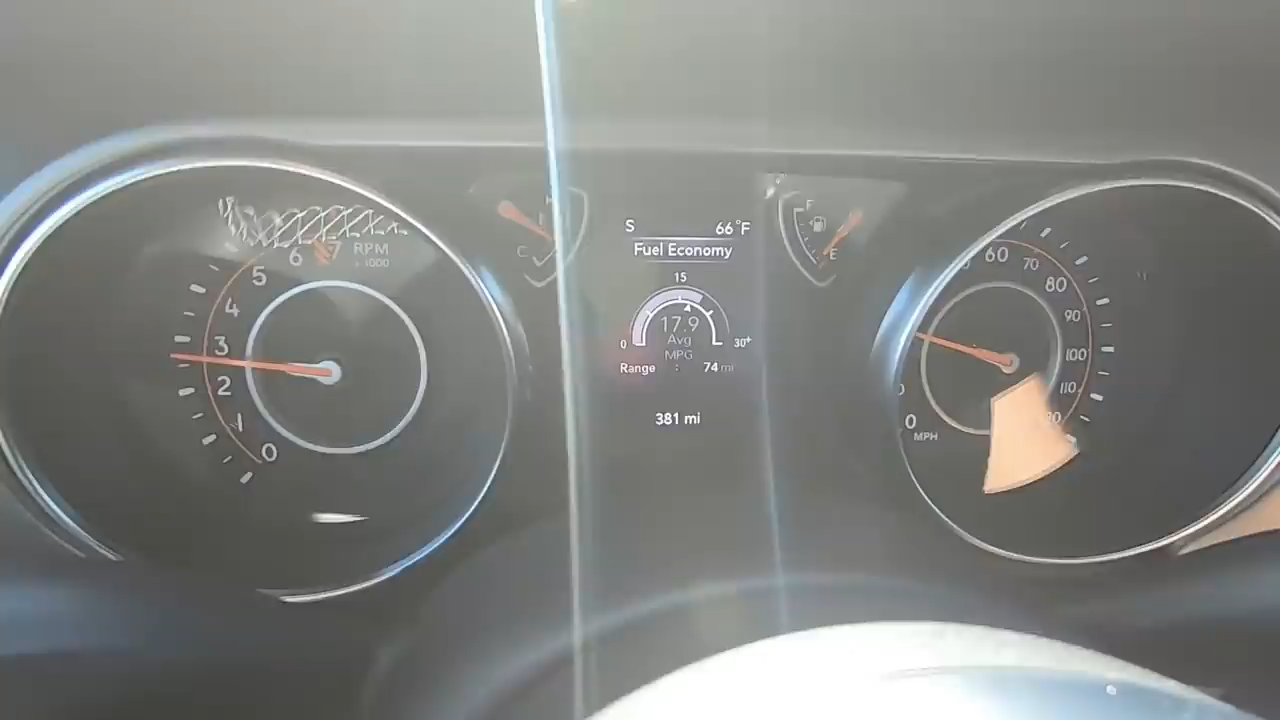 7 RPM
6 x1000
5
4
3
2
1
0
H
C
S 66°F
Fuel Economy
15
17.9
0 Avg 30+
MPG
Range : 74 mi
381 mi
F
E
60
70
80
90
100
110
0
MPH